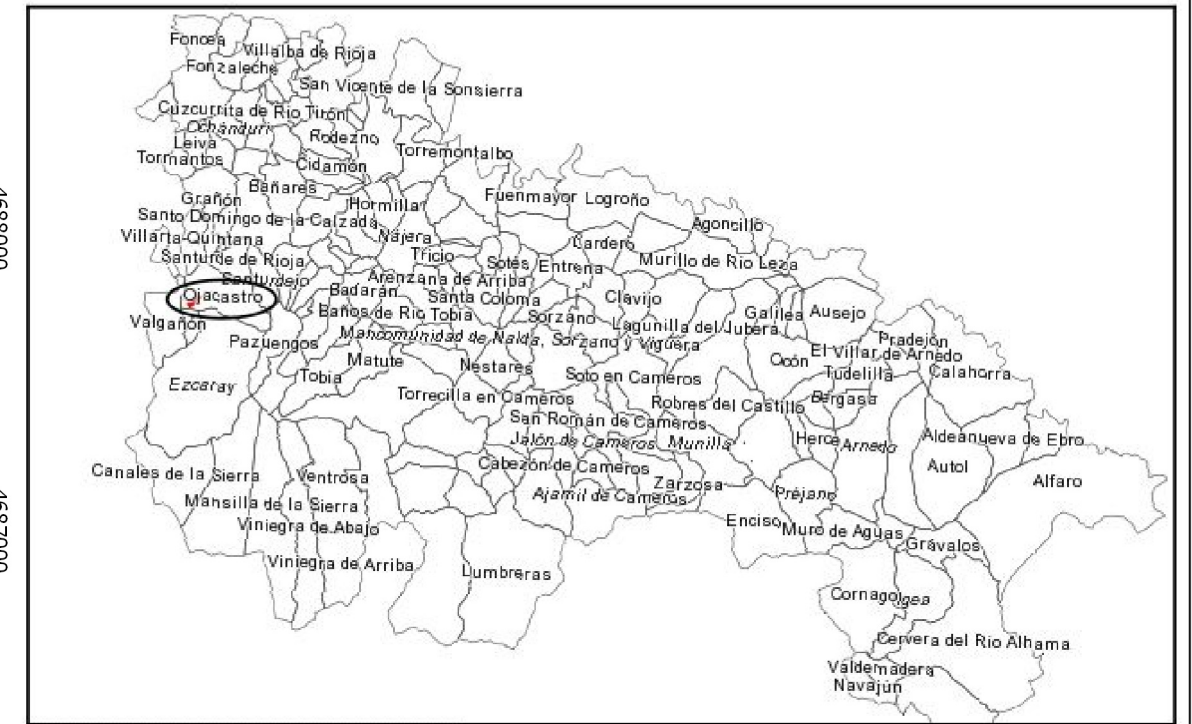 Foncea
Villalba de Rioja
Fonzaleche
San Vicente de la Sonsierra
Cuzcurrita de Rio Tirón
Ochánduri
Rodezno
Leiva
Torremontalbo
Tormantos
Cidamón
Bañares
Grañón
Hormilla
Fuenmayor
Logroño
Santo Domingo de la Calzada
Agoncillo
Villarta-Quintana
Nájera
Lardero
Santurde de Rioja
Tricio
Sotés
Entrena
Murillo de Rio Leza
Santurdejo
Arenzana de Arriba
Ojacastro
Badarán
Santa Coloma
Clavijo
Baños de Rio Tobia
Sorzano
Galilea
Ausejo
Valgañón
Lagunilla del Jubera
Pazuengos
Mancomunidad de Nalda, Sorzano y Viguera
Pradejón
Matute
Nestares
Ocón
El Villar de Arnedo
Ezcaray
Tobia
Soto en Cameros
Tudelilla
Calahorra
Torrecilla en Cameros
Robres del Castillo
Bergasa
San Román de Cameros
Jalón de Cameros
Munilla
Herce
Arnedo
Aldeanueva de Ebro
Canales de la Sierra
Ventrosa
Cabezón de Cameros
Autol
Zarzosa
Alfaro
Mansilla de la Sierra
Ajamil de Cameros
Préjano
Viniegra de Abajo
Enciso
Muro de Aguas
Grávalos
Viniegra de Arriba
Lumbreras
Cornago
Igea
Cervera del Rio Alhama
Valdemadera
Navajún